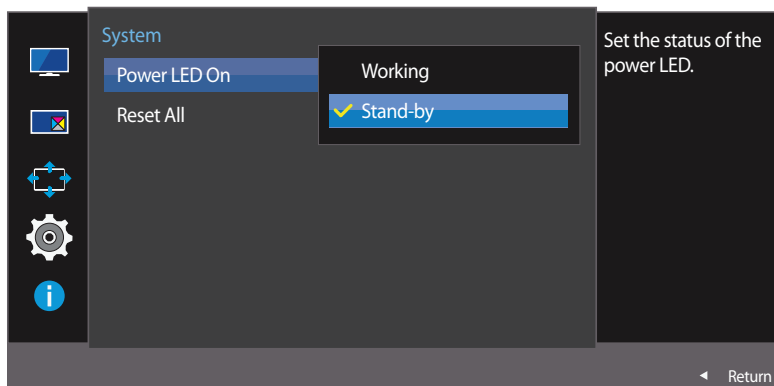 System
Power LED On
Reset All
Working
Stand-by
Set the status of the
power LED.
Return